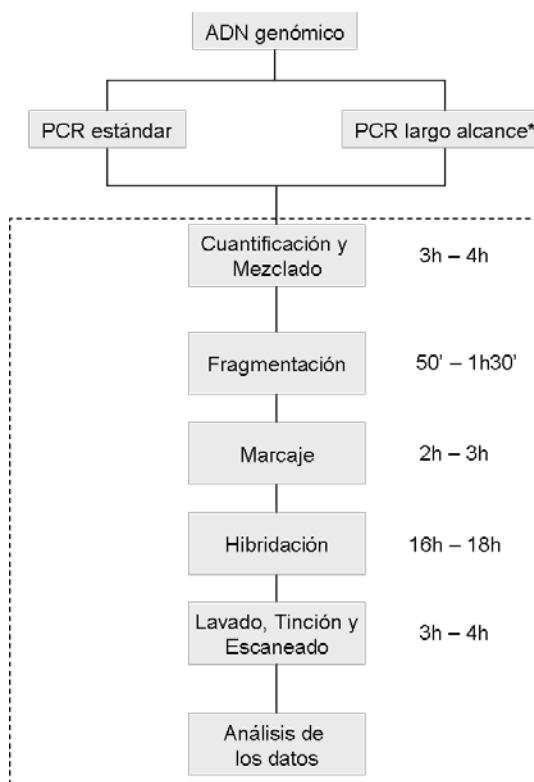 ADN genómico
PCR estándar
PCR largo alcance*
Cuantificación y
Mezclado
3h – 4h
Fragmentación
50' – 1h30'
Marcaje
2h – 3h
Hibridación
16h – 18h
Lavado, Tinción y
Escaneado
3h – 4h
Análisis de
los datos